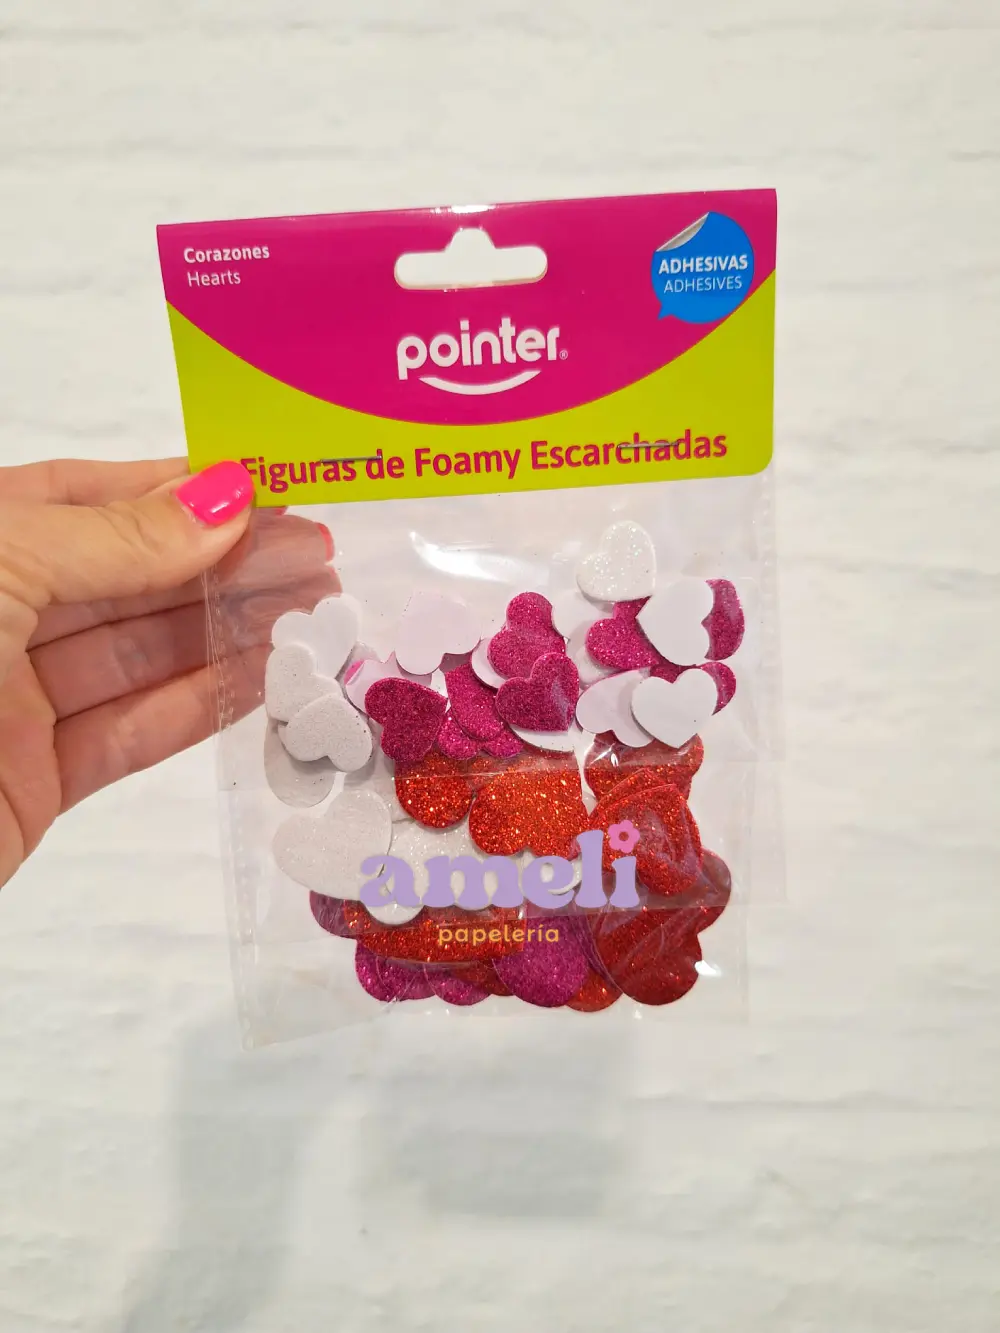 Corazones
Hearts
ADHESIVAS
ADHESIVES
pointer®
Figuras de Foamy Escarchadas
ameli
papelería